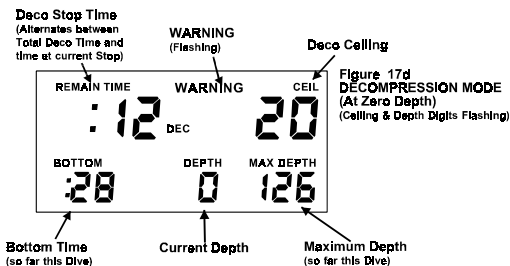 Deco Stop Time
(Alternates between
Total Deco Time and
time at current Stop)
WARNING
(Flashing)
Deco Ceiling
Figure 17d
DECOMPRESSION MODE
(At Zero Depth)
(Ceiling & Depth Digits Flashing)
REMAIN TIME WARNING CEIL
:12 DEC 20
BOTTOM DEPTH MAX DEPTH
:28 0 126
Bottom Time
(so far this Dive)
Current Depth
Maximum Depth
(so far this Dive)